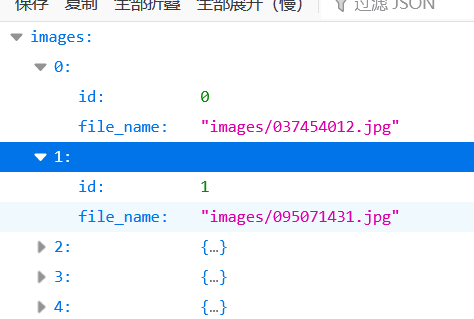 保存 复制 全部折叠 全部展开（慢） 过滤 JSON
images:
0:
id: 0
file_name: "images/037454012.jpg"
1:
id: 1
file_name: "images/095071431.jpg"
2: {…}
3: {…}
4: {…}